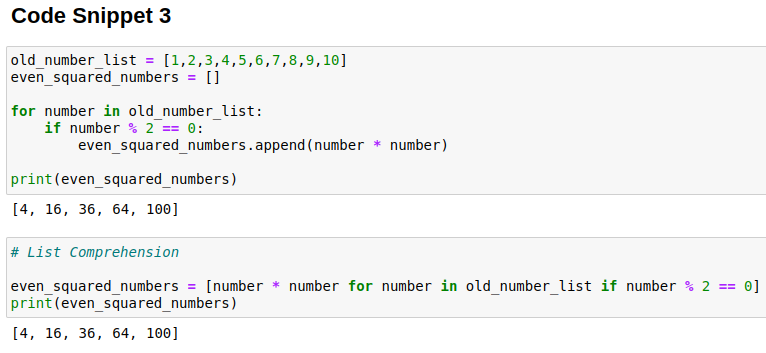 Code Snippet 3
old_number_list = [1,2,3,4,5,6,7,8,9,10]
even_squared_numbers = []
for number in old_number_list:
    if number % 2 == 0:
        even_squared_numbers.append(number * number)
print(even_squared_numbers)
[4, 16, 36, 64, 100]
# List Comprehension
even_squared_numbers = [number * number for number in old_number_list if number % 2 == 0]
print(even_squared_numbers)
[4, 16, 36, 64, 100]